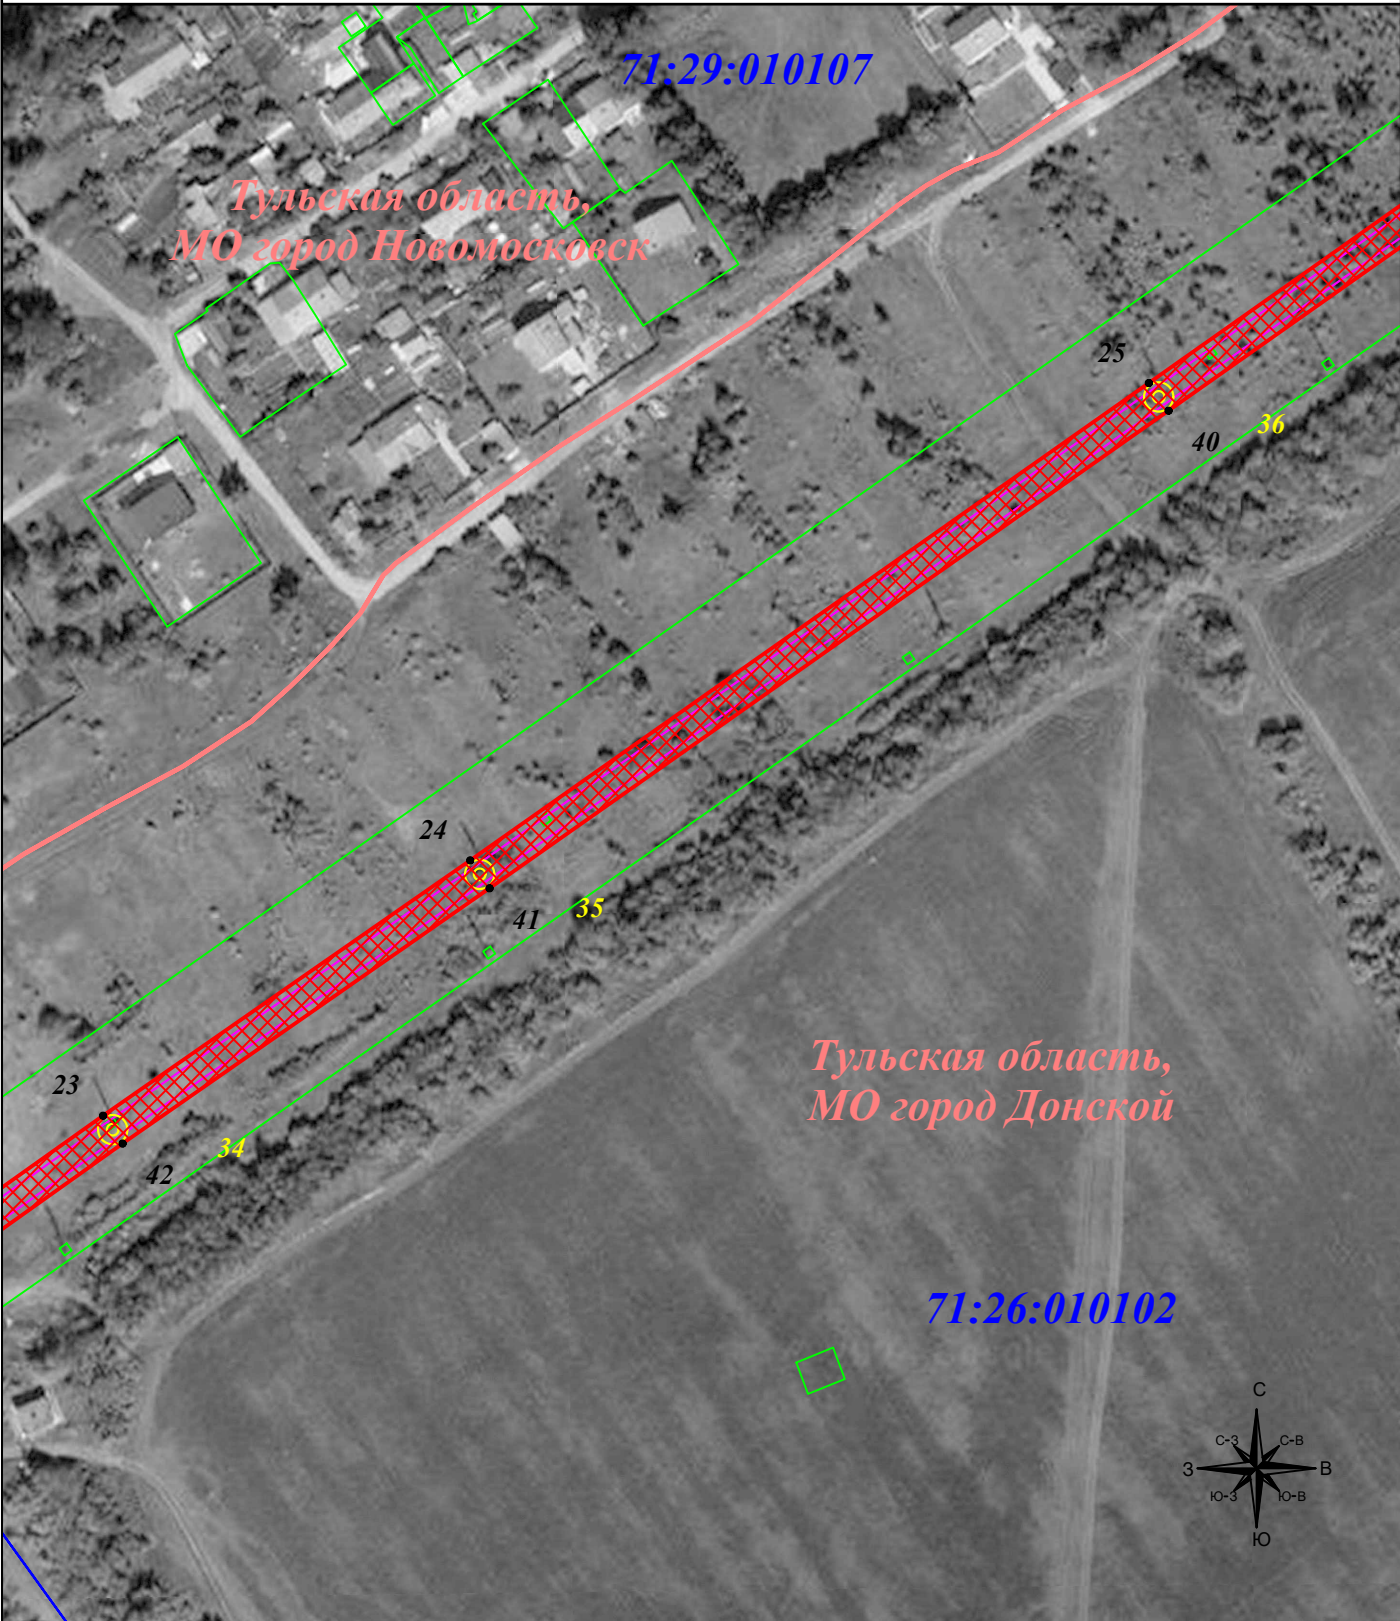 71:29:010107
Тульская область,
МО город Новомосковск
25
40
36
24
41
35
23
42
34
Тульская область,
МО город Донской
71:26:010102
С
С-З
С-В
З
В
Ю-З
Ю-В
Ю